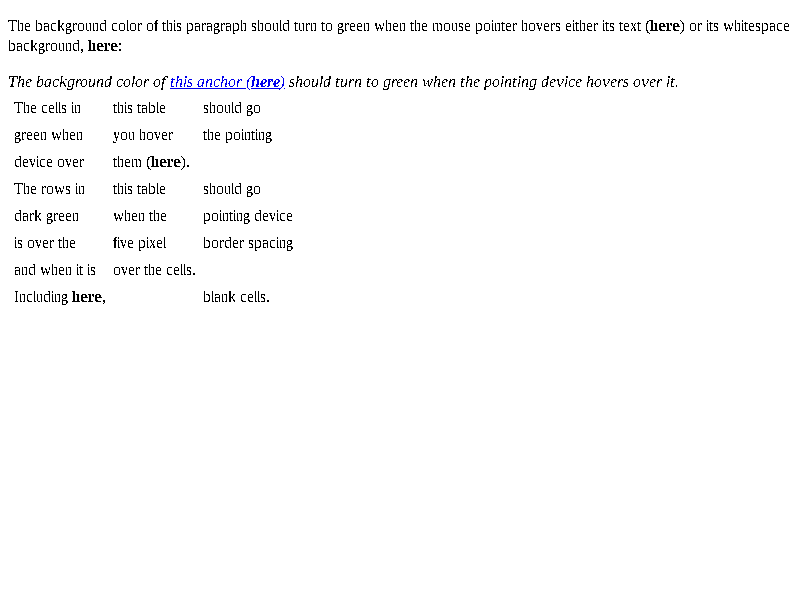 The background color of this paragraph should turn to green when the mouse pointer hovers either its text (here) or its whitespace
background, here:
The background color of this anchor (here) should turn to green when the pointing device hovers over it.
The cells in this table should go
green when you hover the pointing
device over them (here).
The rows in this table should go
dark green when the pointing device
is over the five pixel border spacing
and when it is over the cells.
Including here, blank cells.